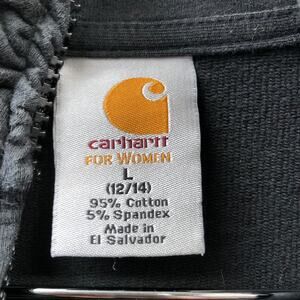 carhartt
FOR WOMEN
L
(12/14)
95% Cotton
5% Spandex
Made in
El Salvador